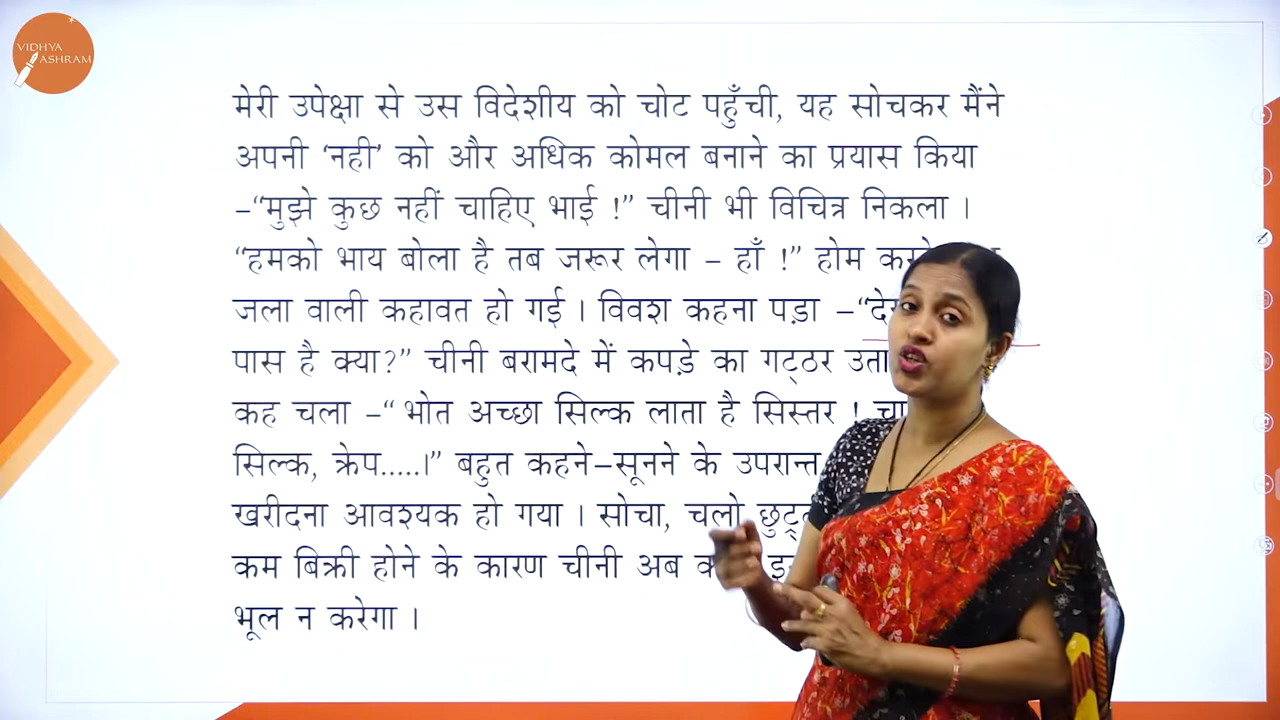 VIDHYA
ASHRAM
मेरी उपेक्षा से उस विदेशीय को चोट पहुँची, यह सोचकर मैंने
अपनी ‘नही’ को और अधिक कोमल बनाने का प्रयास किया
–“मुझे कुछ नहीं चाहिए भाई !” चीनी भी विचित्र निकला ।
“हमको भाय बोला है तब जरूर लेगा – हाँ !” होम
जला वाली कहावत हो गई । विवश कहना पड़ा –“
पास है क्या?” चीनी बरामदे में कपड़े का गट्ठर
कह चला –“ भोत अच्छा सिल्क लाता है सिस्तर !
सिल्क, क्रेप.....।” बहुत कहने–सूनने के उपरान्त
खरीदना आवश्यक हो गया । सोचा, चलो
कम बिक्री होने के कारण चीनी अब
भूल न करेगा ।